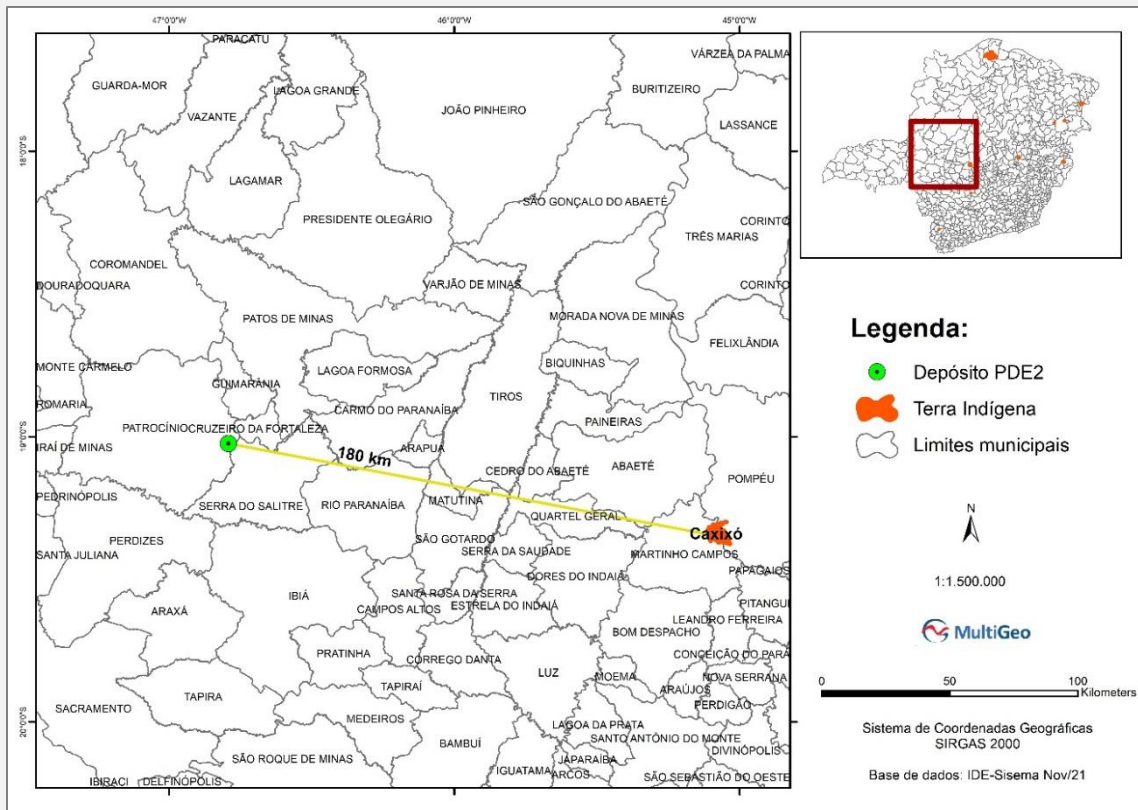 47°0'0"W
46°0'0"W
45°0'0"W
PARACATU
VÁRZEA DA PALMA
GUARDA-MOR
LAGOA GRANDE
BURITIZEIRO
JOÃO PINHEIRO
VAZANTE
LASSANCE
18°0'0"S
LAGAMAR
SÃO GONÇALO DO ABAETÉ
PRESIDENTE OLEGÁRIO
CORINTO
TRÊS MARIAS
COROMANDEL
DOURADOQUARA
VARJÃO DE MINAS
CORINTO
PATOS DE MINAS
MORADA NOVA DE MINAS
FELIXLÂNDIA
MONTE CARMELO
LAGOA FORMOSA
BIQUINHAS
GUIMARÂNIA
TIROS
ROMARIA
CARMO DO PARANAÍBA
PATROCÍNIO
CRUZEIRO DA FORTALEZA
PAINEIRAS
19°0'0"S
IRAÍ DE MINAS
180 km
ARAPUÁ
CEDRO DO ABAETÉ
ABAETÉ
POMPÉU
PEDRINÓPOLIS
SERRA DO SALITRE
RIO PARANAÍBA
MATUTINA
QUARTEL GERAL
PERDIZES
SÃO GOTARDO
Caxixó
SANTA JULIANA
SERRA DA SAUDADE
MARTINHO CAMPOS
DORES DO INDAIÁ
PAPAGAIOS
IBIÁ
SANTA ROSA DA SERRA
ARAXÁ
CAMPOS ALTOS
ESTRELA DO INDAIÁ
PITANGUI
LEANDRO FERREIRA
BOM DESPACHO
PRATINHA
CÓRREGO DANTA
CONCEIÇÃO DO PARÁ
LUZ
MOEMA
NOVA SERRANA
TAPIRAÍ
ARAÚJOS
TAPIRA
PERDIGÃO
SACRAMENTO
MEDEIROS
LAGOA DA PRATA
20°0'0"S
BAMBUÍ
SANTO ANTÔNIO DO MONTE
SÃO ROQUE DE MINAS
DIVINÓPOLIS
JAPARAÍBA
IGUATAMA
ARCOS
SÃO SEBASTIÃO DO OESTE
IBIRACI
DELFINÓPOLIS
Legenda:
Depósito PDE2
Terra Indígena
Limites municipais
N
1:1.500.000
MultiGeo
0 50 100
Kilometers
Sistema de Coordenadas Geográficas
SIRGAS 2000
Base de dados: IDE-Sisema Nov/21